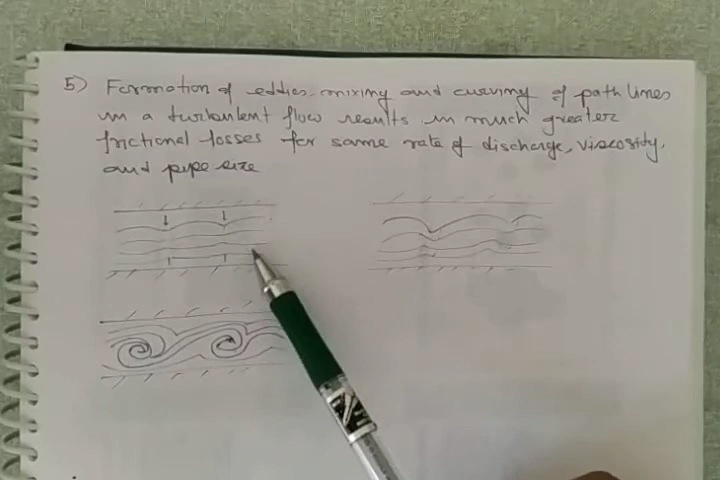 5) Formation of eddies, mixing and curving of path lines
in a turbulent flow results in much greater
frictional losses for same rate of discharge, viscosity,
and pipe size